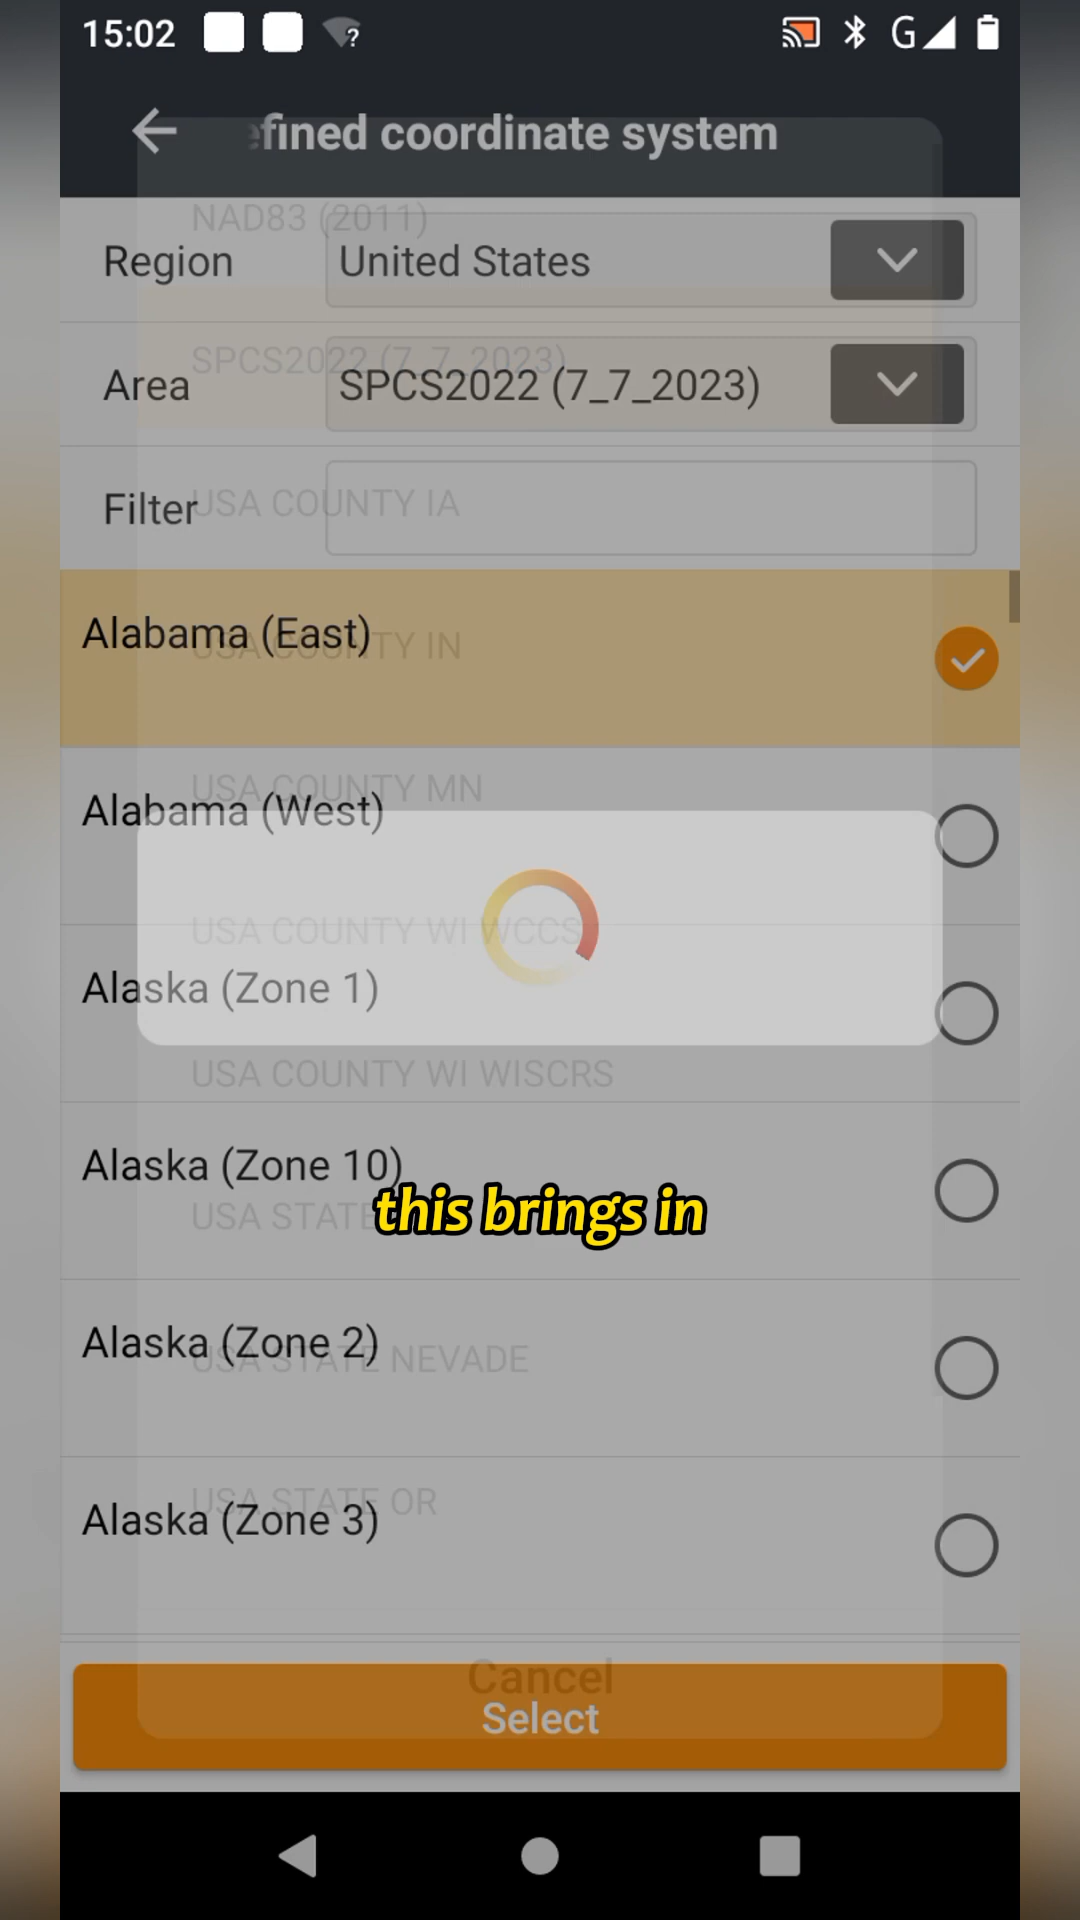 15:02
?
G
efined coordinate system
NAD83 (2011)
Region
United States
SPCS2022 (7_7_2023)
Area
SPCS2022 (7_7_2023)
Filter
USA COUNTY IA
Alabama (East)
USA COUNTY IN
USA COUNTY MN
Alabama (West)
USA COUNTY WI WCCS
Alaska (Zone 1)
USA COUNTY WI WISCRS
Alaska (Zone 10)
USA STATE
this brings in
Alaska (Zone 2)
USA STATE NEVADE
USA STATE OR
Alaska (Zone 3)
Cancel
Select